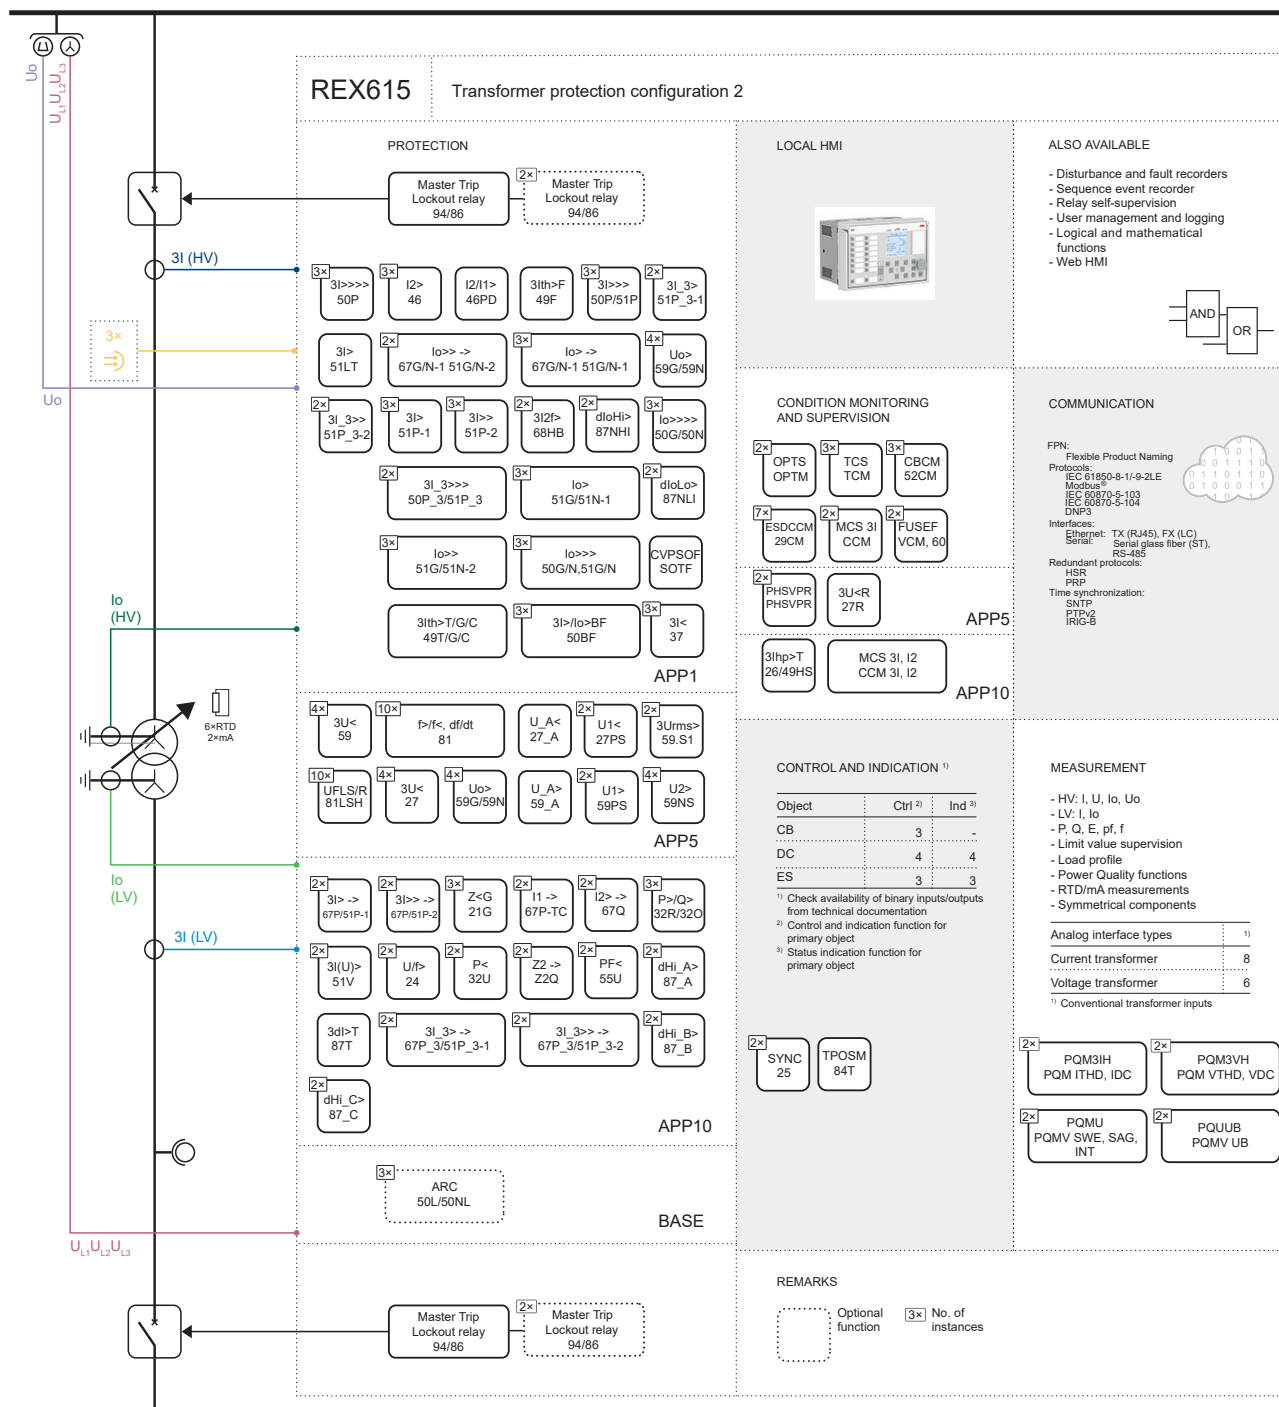 Uo
UL1UL2UL3
REX615
Transformer protection configuration 2
PROTECTION
Master Trip
Lockout relay
94/86
2×
Master Trip
Lockout relay
94/86
3I (HV)
3×
3I>>>>
50P
3×
I2>
46
I2/I1>
46PD
3Ith>F
49F
3×
3I>>>
50P/51P
2×
3I_3>
51P_3-1
3×
3I>
51LT
2×
Io>> ->
67G/N-1 51G/N-2
3×
Io> ->
67G/N-1 51G/N-1
4×
Uo>
59G/59N
Uo
2×
3I_3>>
51P_3-2
3×
3I>
51P-1
3×
3I>>
51P-2
2×
3I2f>
68HB
2×
dIoHi>
87NHI
3×
Io>>>>
50G/50N
2×
3I_3>>>
50P_3/51P_3
3×
Io>
51G/51N-1
2×
dIoLo>
87NLI
3×
Io>>
51G/51N-2
3×
Io>>>
50G/N,51G/N
CVPSOF
SOTF
Io
(HV)
3Ith>T/G/C
49T/G/C
3×
3I>/Io>BF
50BF
3×
3I<
37
APP1
6×RTD
2×mA
4×
3U<
59
10×
f>/f<, df/dt
81
U_A<
27_A
2×
U1<
27PS
2×
3Urms>
59.S1
10×
UFLS/R
81LSH
4×
3U<
27
4×
Uo>
59G/59N
U_A>
59_A
2×
U1>
59PS
4×
U2>
59NS
APP5
Io
(LV)
2×
3I> ->
67P/51P-1
2×
3I>> ->
67P/51P-2
3×
Z<G
21G
2×
I1 ->
67P-TC
2×
I2> ->
67Q
3×
P>/Q>
32R/32O
3I (LV)
2×
3I(U)>
51V
2×
U/f>
24
2×
P<
32U
2×
Z2 ->
Z2Q
2×
PF<
55U
2×
dHi_A>
87_A
3dI>T
87T
2×
3I_3> ->
67P_3/51P_3-1
2×
3I_3>> ->
67P_3/51P_3-2
2×
dHi_B>
87_B
2×
dHi_C>
87_C
APP10
3×
ARC
50L/50NL
BASE
UL1UL2UL3
Master Trip
Lockout relay
94/86
2×
Master Trip
Lockout relay
94/86
LOCAL HMI
CONDITION MONITORING
AND SUPERVISION
2×
OPTS
OPTM
3×
TCS
TCM
3×
CBCM
52CM
7×
ESDCCM
29CM
2×
MCS 3I
CCM
2×
FUSEF
VCM, 60
2×
PHSVPR
PHSVPR
3U<R
27R
APP5
3Ihp>T
26/49HS
MCS 3I, I2
CCM 3I, I2
APP10
CONTROL AND INDICATION 1)
Object Ctrl 2) Ind 3)
CB 3 -
DC 4 4
ES 3 3
1) Check availability of binary inputs/outputs
from technical documentation
2) Control and indication function for
primary object
3) Status indication function for
primary object
2×
SYNC
25
TPOSM
84T
REMARKS
Optional
function
3×
No. of
instances
ALSO AVAILABLE
- Disturbance and fault recorders
- Sequence event recorder
- Relay self-supervision
- User management and logging
- Logical and mathematical
functions
- Web HMI
AND
OR
COMMUNICATION
FPN:
Flexible Product Naming
Protocols:
IEC 61850-8-1/-9-2LE
Modbus®
IEC 60870-5-103
IEC 60870-5-104
DNP3
Interfaces:
Ethernet: TX (RJ45), FX (LC)
Serial: Serial glass fiber (ST),
RS-485
Redundant protocols:
HSR
PRP
Time synchronization:
SNTP
PTPv2
IRIG-B
MEASUREMENT
- HV: I, U, Io, Uo
- LV: I, Io
- P, Q, E, pf, f
- Limit value supervision
- Load profile
- Power Quality functions
- RTD/mA measurements
- Symmetrical components
Analog interface types 1)
Current transformer 8
Voltage transformer 6
1) Conventional transformer inputs
2×
PQM3IH
PQM ITHD, IDC
2×
PQM3VH
PQM VTHD, VDC
2×
PQMU
PQMV SWE, SAG,
INT
2×
PQUUB
PQMV UB